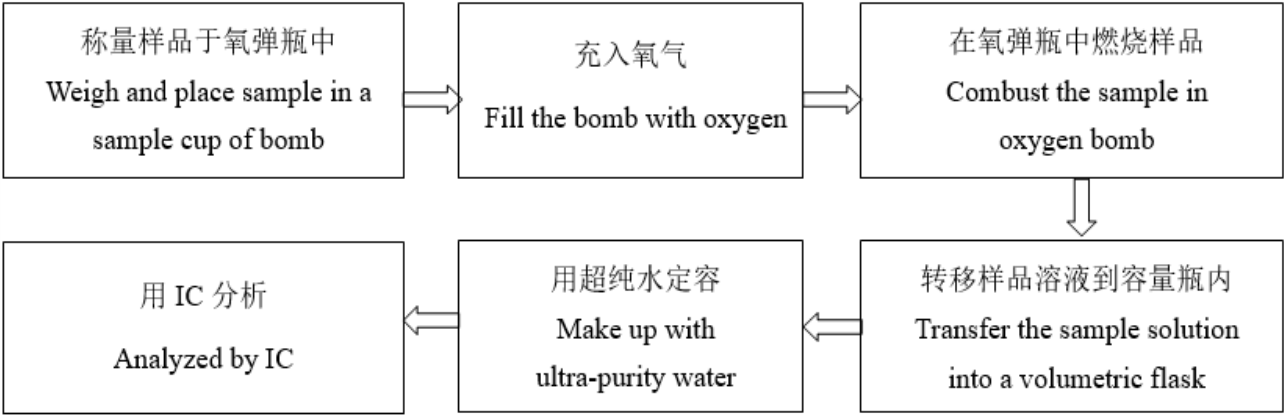 称量样品于氧弹瓶中
Weigh and place sample in a
sample cup of bomb
充入氧气
Fill the bomb with oxygen
在氧弹瓶中燃烧样品
Combust the sample in
oxygen bomb
转移样品溶液到容量瓶内
Transfer the sample solution
into a volumetric flask
用超纯水定容
Make up with
ultra-purity water
用 IC 分析
Analyzed by IC